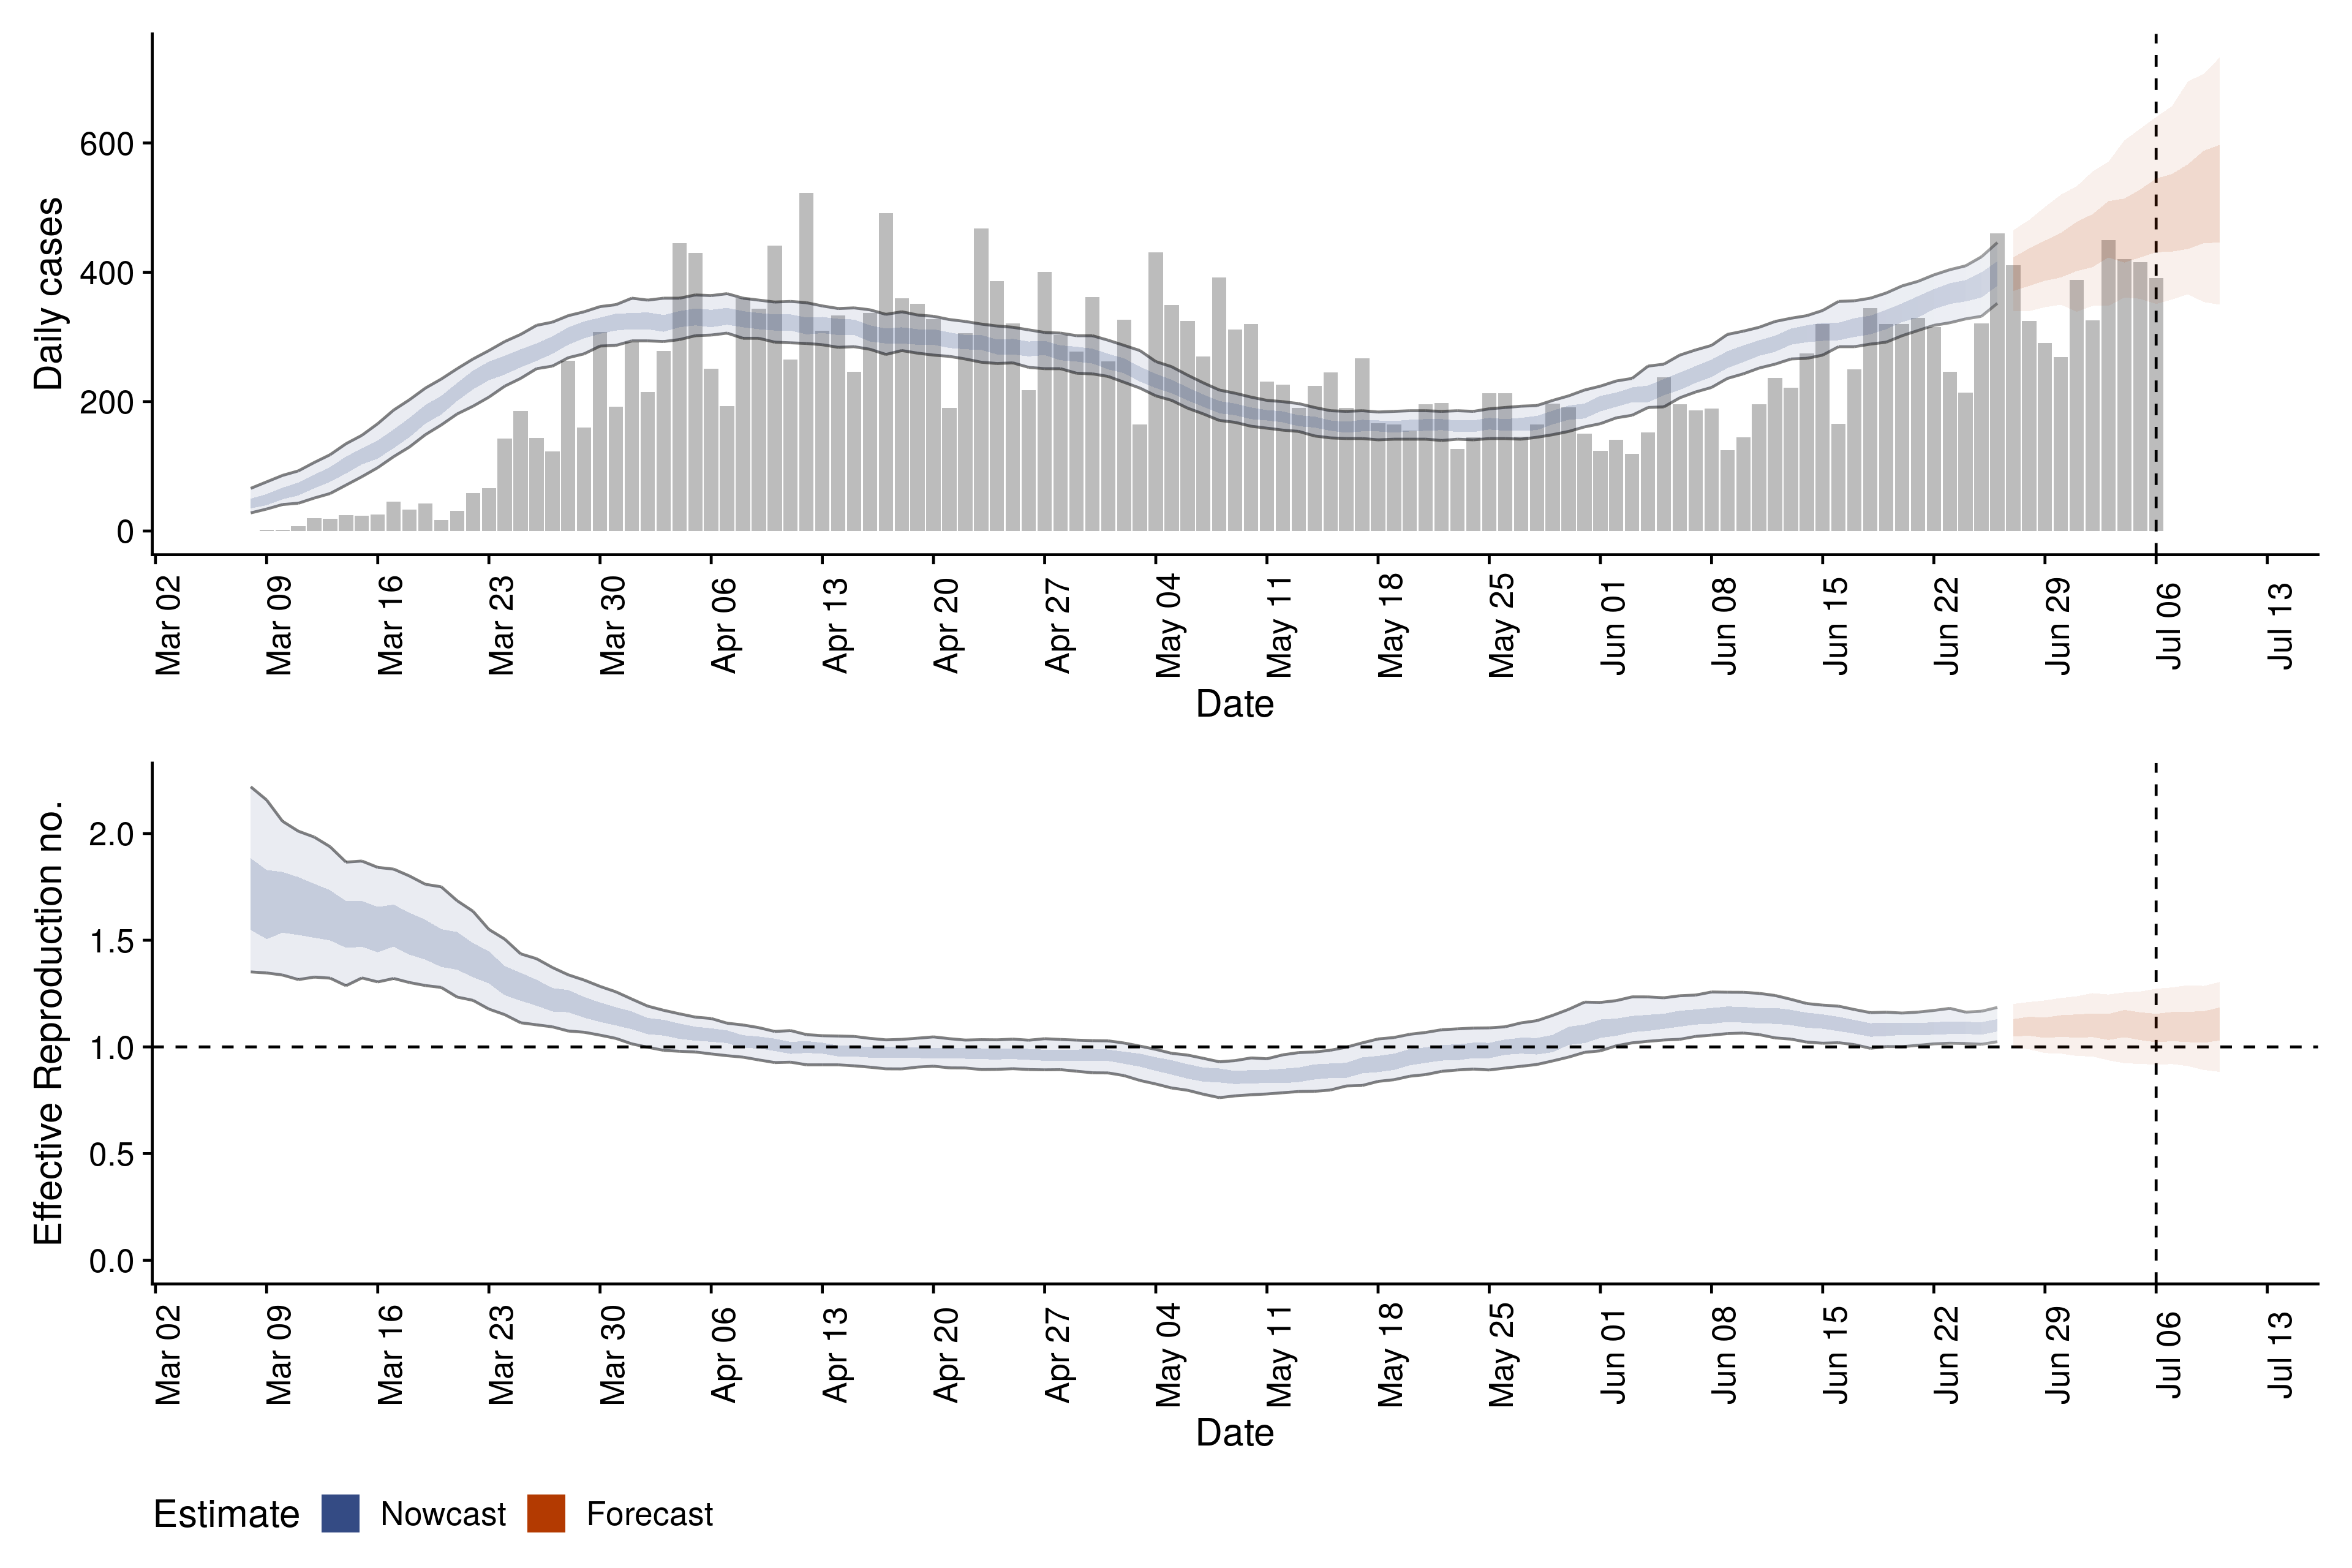 Daily cases
600
400
200
0
Mar 02
Mar 09
Mar 16
Mar 23
Mar 30
Apr 06
Apr 13
Apr 20
Apr 27
May 04
May 11
May 18
May 25
Jun 01
Jun 08
Jun 15
Jun 22
Jun 29
Jul 06
Jul 13
Date
Effective Reproduction no.
2.0
1.5
1.0
0.5
0.0
Mar 02
Mar 09
Mar 16
Mar 23
Mar 30
Apr 06
Apr 13
Apr 20
Apr 27
May 04
May 11
May 18
May 25
Jun 01
Jun 08
Jun 15
Jun 22
Jun 29
Jul 06
Jul 13
Date
Estimate Nowcast Forecast